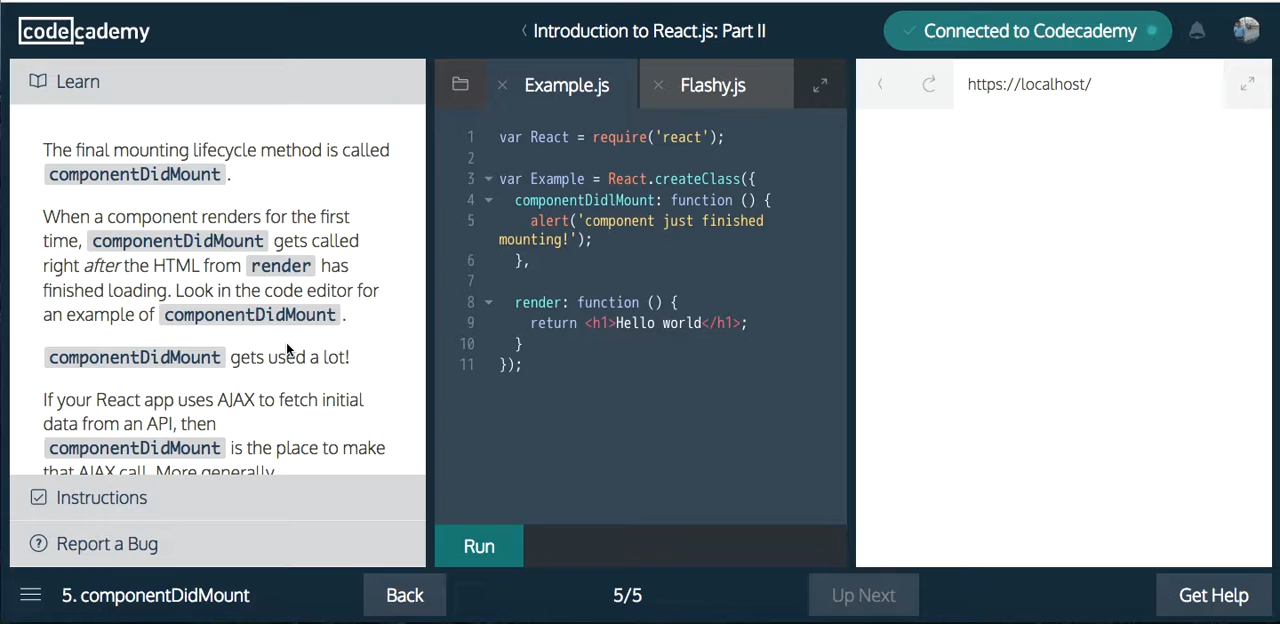 codecademy
Introduction to React.js: Part II
Connected to Codecademy
Learn
The final mounting lifecycle method is called
componentDidMount.
When a component renders for the first
time, componentDidMount gets called
right after the HTML from render has
finished loading. Look in the code editor for
an example of componentDidMount.
componentDidMount gets used a lot!
If your React app uses AJAX to fetch initial
data from an API, then
componentDidMount is the place to make
that AJAX call. More generally,
Instructions
Report a Bug
Example.js
Flashy.js
1 var React = require('react');
2
3 var Example = React.createClass({
4 componentDidlMount: function () {
5 alert('component just finished
mounting!');
6 },
7
8 render: function () {
9 return <h1>Hello world</h1>;
10 }
11 });
Run
https://localhost/
5. componentDidMount
Back
5/5
Up Next
Get Help